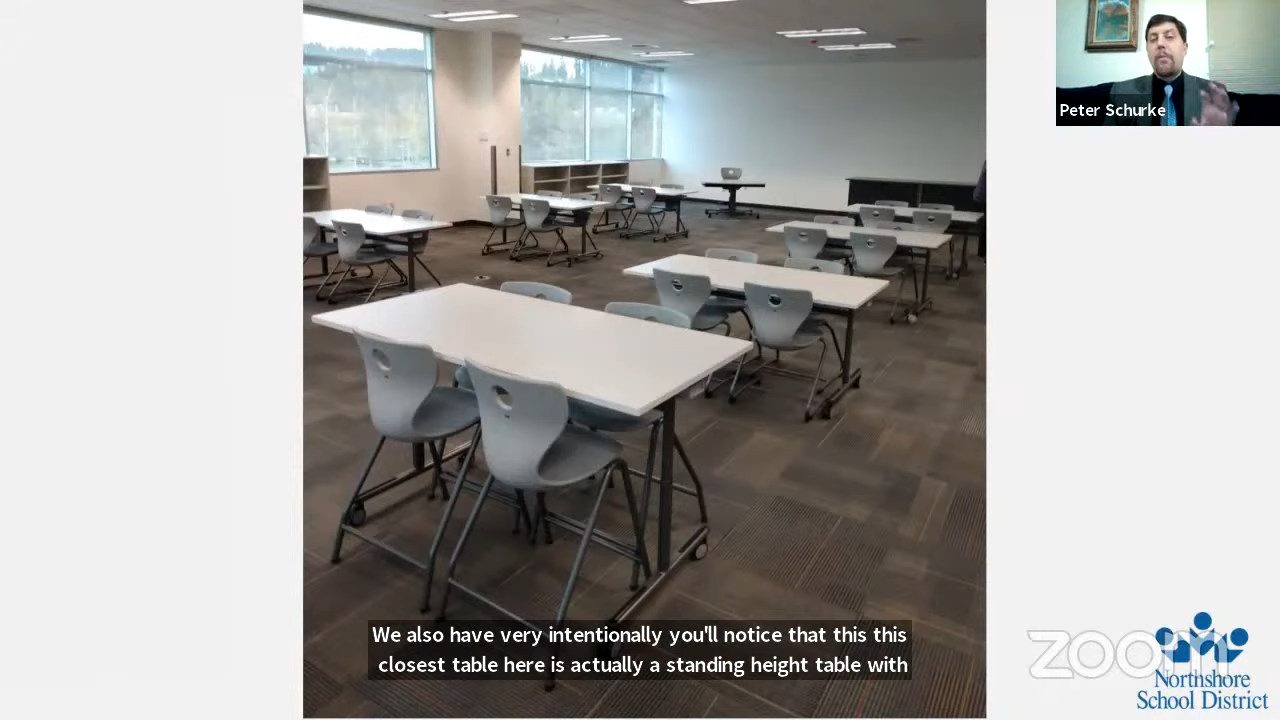 Peter Schurke
We also have very intentionally you'll notice that this this
closest table here is actually a standing height table with
zoom
Northshore
School District